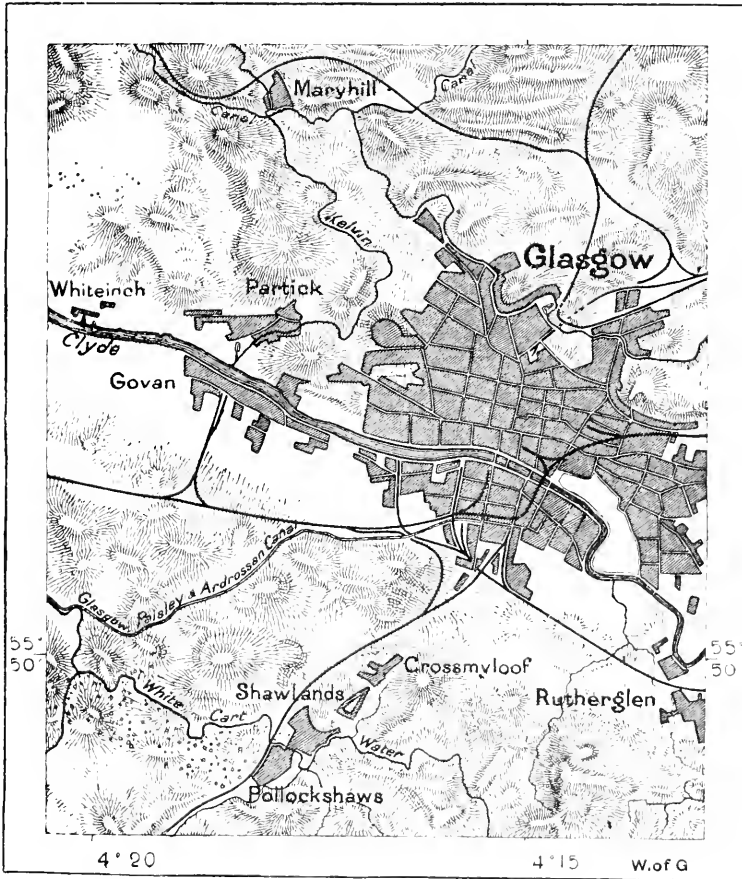 Maryhill
Canal
Canal
Kelvin
Glasgow
Whiteinch
Partick
Clyde
Govan
Glasgow Paisley & Ardrossan Canal
55°
50'
55°
50'
Crossmyloof
Shawlands
White Cart Water
Rutherglen
Pollockshaws
4° 20
4° 15
W. of G